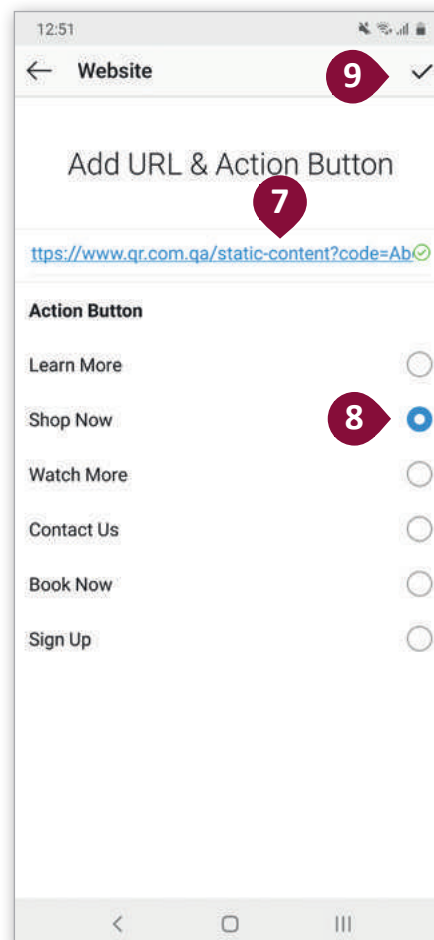 12:51
Website
9
Add URL & Action Button
7
ttps://www.qr.com.qa/static-content?code=Ab
Action Button
Learn More
Shop Now
8
Watch More
Contact Us
Book Now
Sign Up